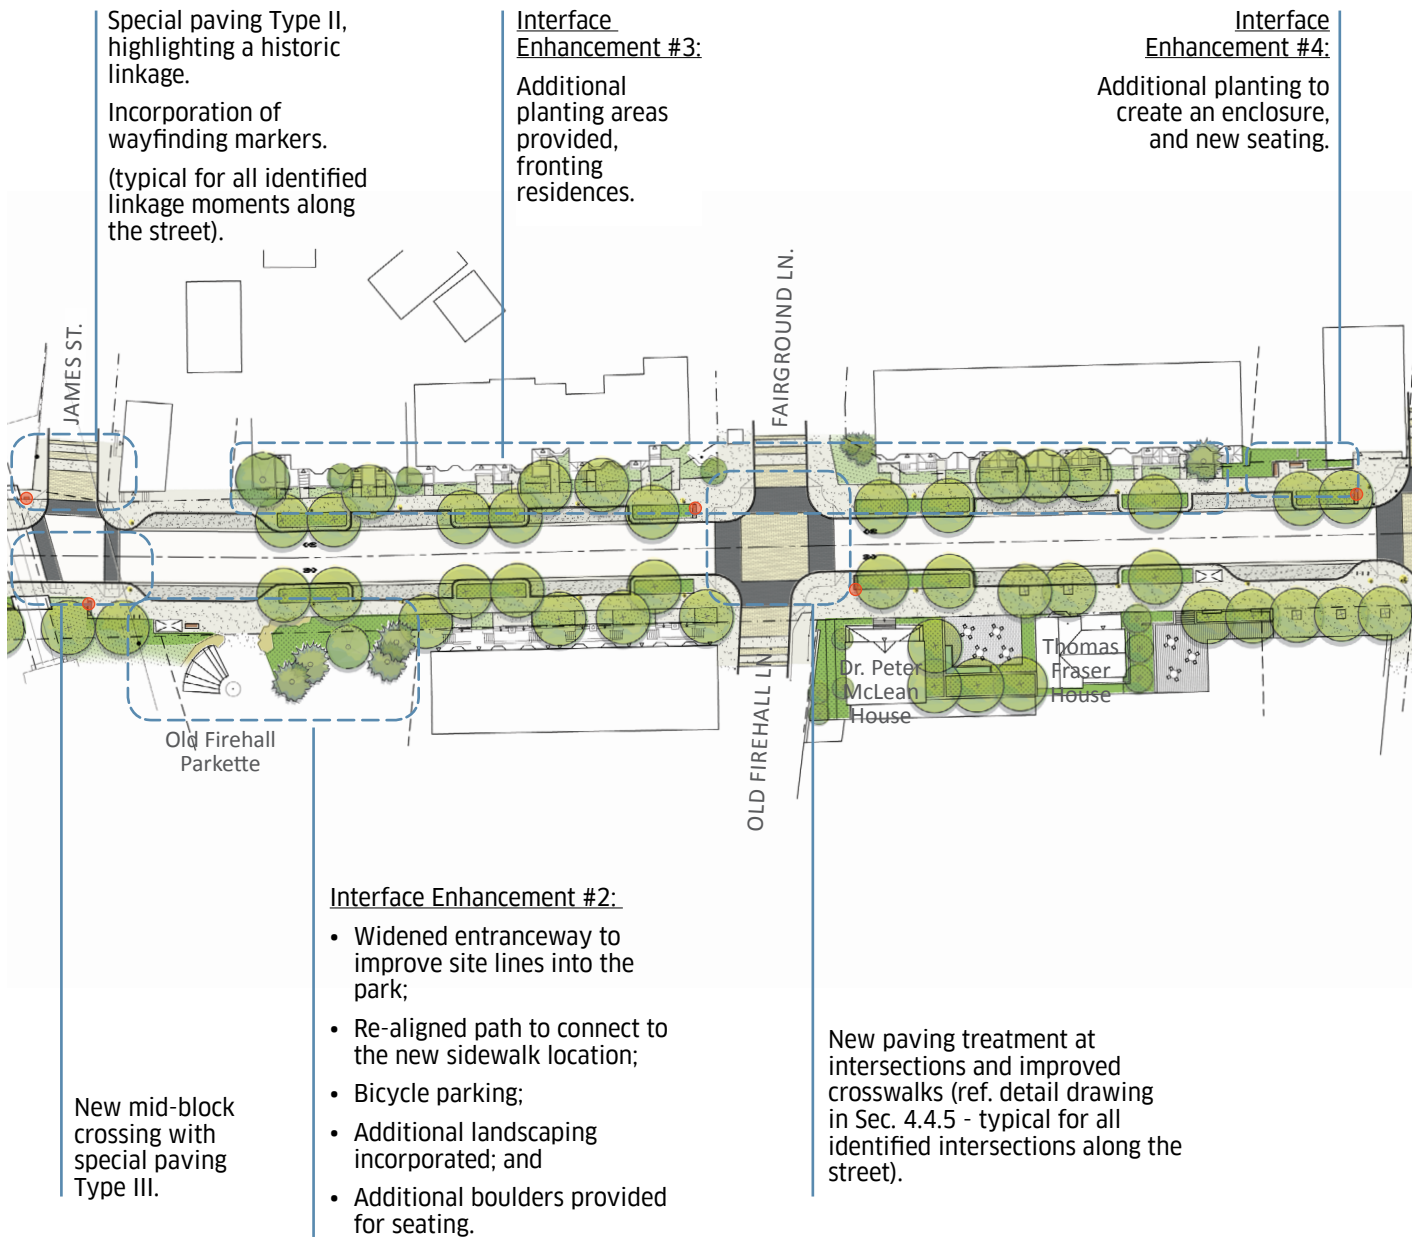 Special paving Type II,
highlighting a historic
linkage.
Incorporation of
wayfinding markers.
(typical for all identified
linkage moments along
the street).
Interface
Enhancement #3:
Additional
planting areas
provided,
fronting
residences.
Interface
Enhancement #4:
Additional planting to
create an enclosure,
and new seating.
JAMES ST.
FAIRGROUND LN.
Old Firehall
Parkette
OLD FIREHALL LN
Dr. Peter
McLean
House
Thomas
Fraser
House
Interface Enhancement #2:
• Widened entranceway to
improve site lines into the
park;
• Re-aligned path to connect to
the new sidewalk location;
• Bicycle parking;
• Additional landscaping
incorporated; and
• Additional boulders provided
for seating.
New mid-block
crossing with
special paving
Type III.
New paving treatment at
intersections and improved
crosswalks (ref. detail drawing
in Sec. 4.4.5 - typical for all
identified intersections along the
street).